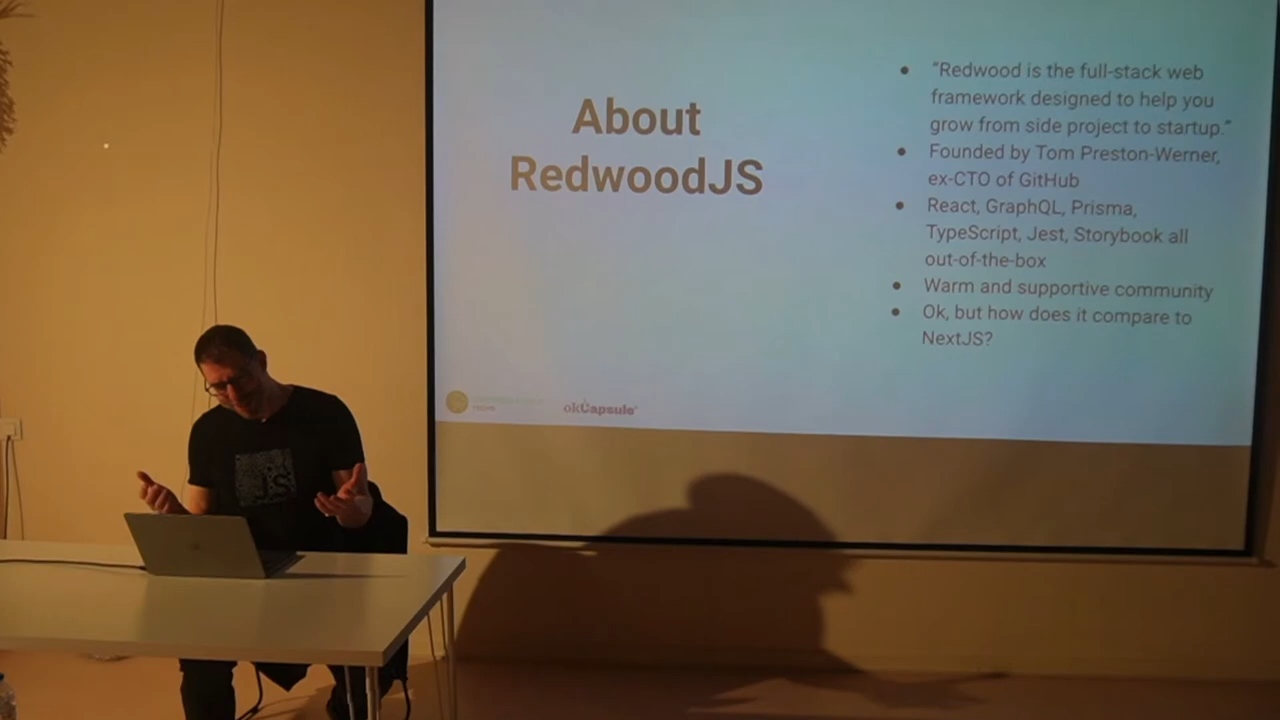 About
RedwoodJS
“Redwood is the full-stack web
framework designed to help you
grow from side project to startup.”
Founded by Tom Preston-Werner,
ex-CTO of GitHub
React, GraphQL, Prisma,
TypeScript, Jest, Storybook all
out-of-the-box
Warm and supportive community
Ok, but how does it compare to
NextJS?
okCapsule
JS